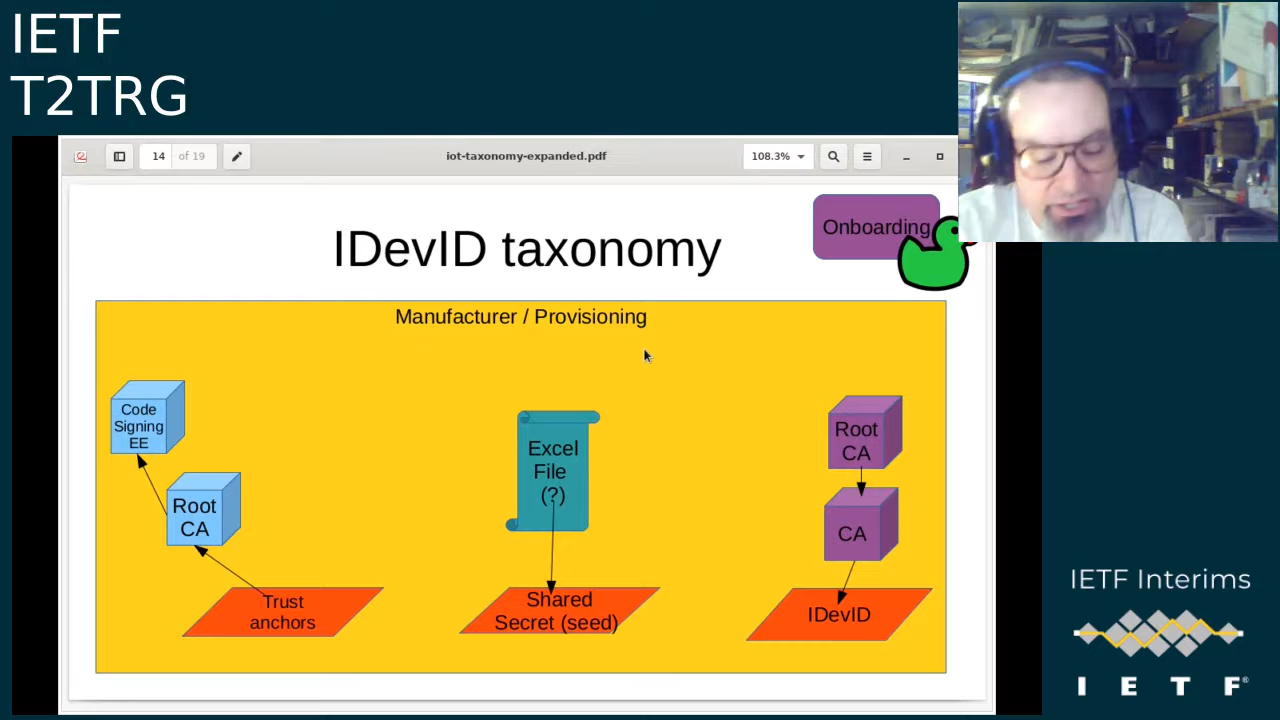 IETF
T2TRG
14 of 19
iot-taxonomy-expanded.pdf
108.3%
Onboarding
IDevID taxonomy
Manufacturer / Provisioning
Code
Signing
EE
Root
CA
Trust
anchors
Excel
File
(?)
Shared
Secret (seed)
Root
CA
CA
IDevID
IETF Interims
I E T F®